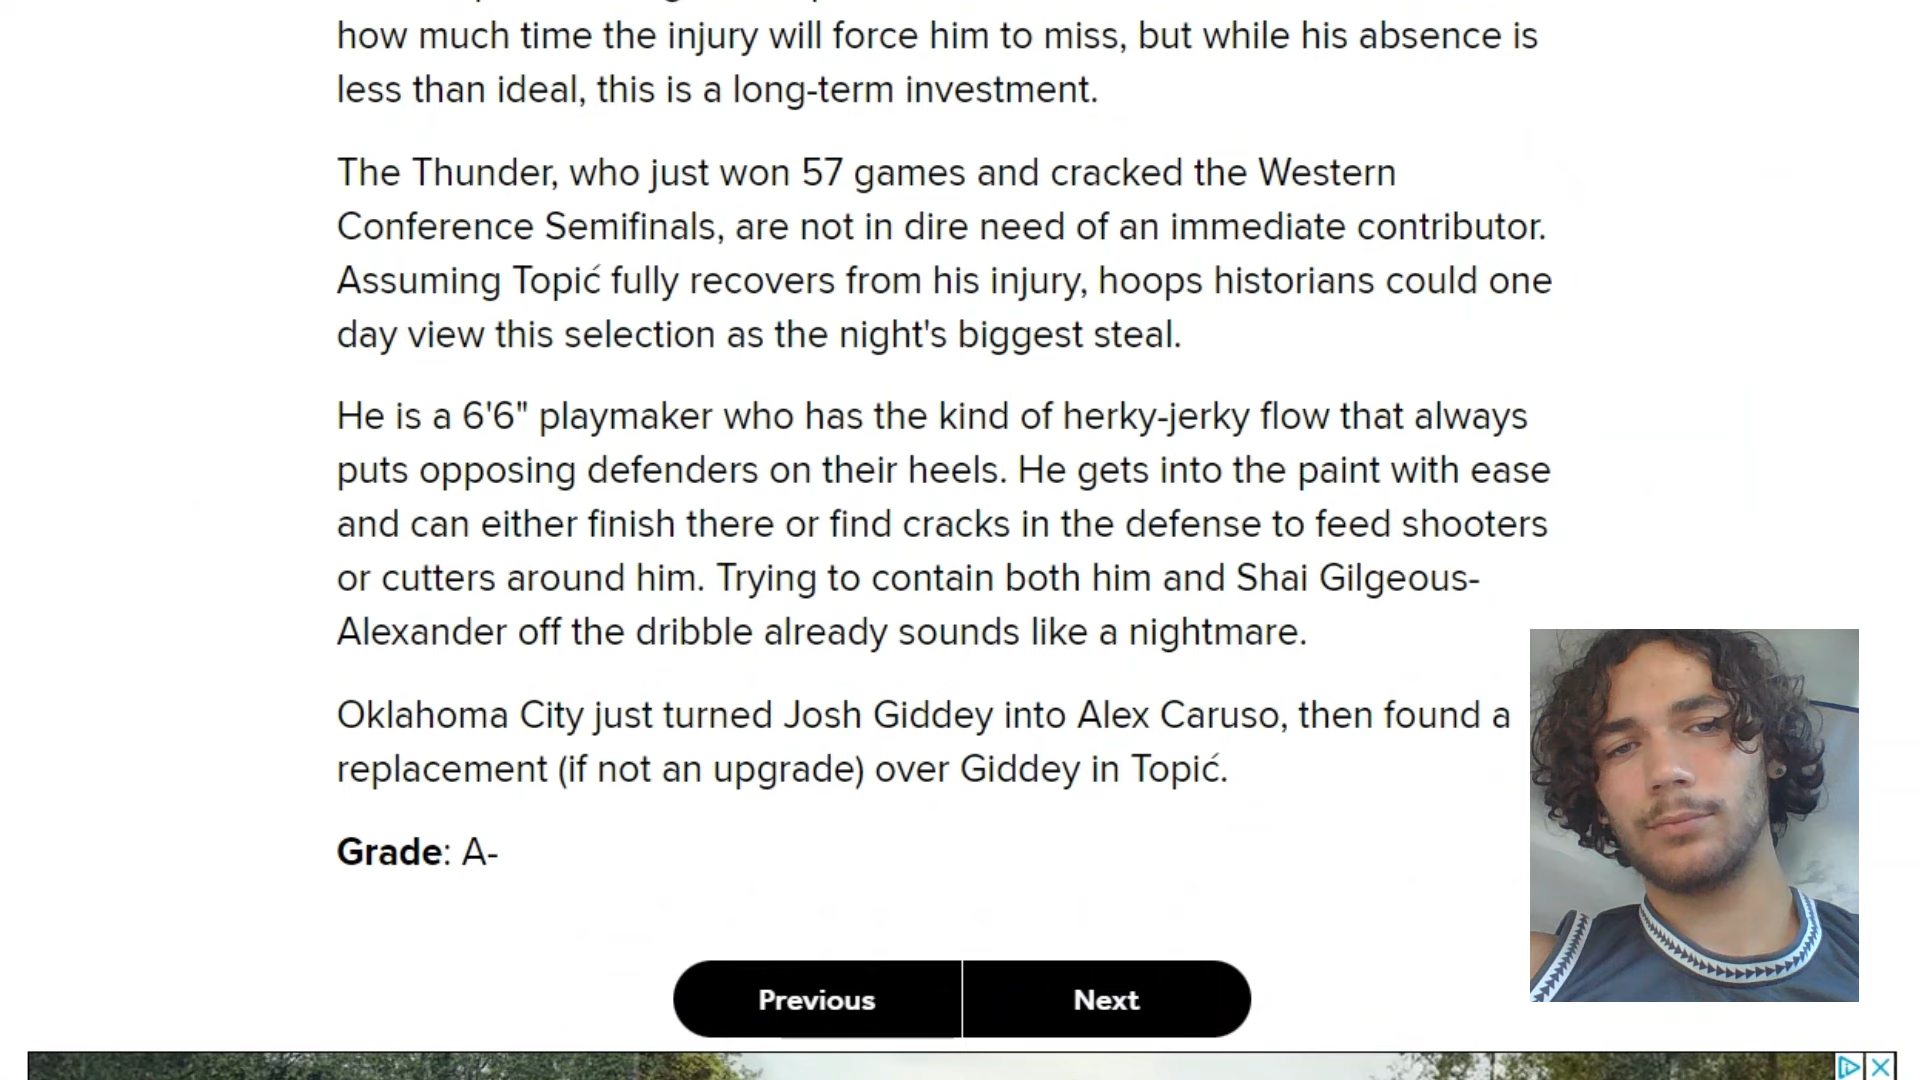 how much time the injury will force him to miss, but while his absence is
less than ideal, this is a long-term investment.
The Thunder, who just won 57 games and cracked the Western
Conference Semifinals, are not in dire need of an immediate contributor.
Assuming Topić fully recovers from his injury, hoops historians could one
day view this selection as the night's biggest steal.
He is a 6'6" playmaker who has the kind of herky-jerky flow that always
puts opposing defenders on their heels. He gets into the paint with ease
and can either finish there or find cracks in the defense to feed shooters
or cutters around him. Trying to contain both him and Shai Gilgeous-
Alexander off the dribble already sounds like a nightmare.
Oklahoma City just turned Josh Giddey into Alex Caruso, then found a
replacement (if not an upgrade) over Giddey in Topić.
Grade: A-
Previous
Next